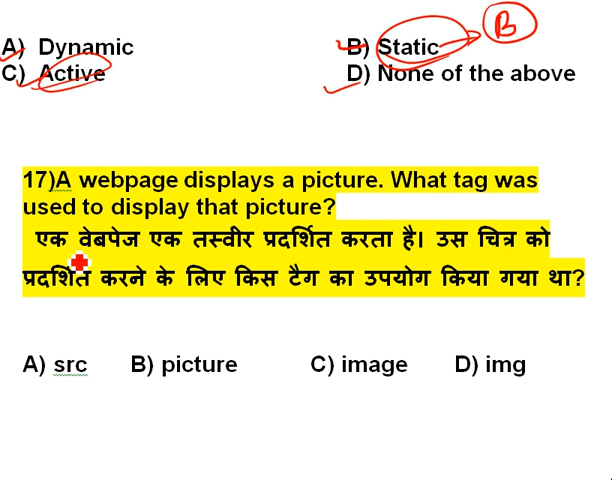 B
A) Dynamic B) Static
C) Active D) None of the above
17)A webpage displays a picture. What tag was
used to display that picture?
एक वेबपेज एक तस्वीर प्रदर्शित करता है। उस चित्र को
प्रदर्शित करने के लिए किस टैग का उपयोग किया गया था?
A) src B) picture C) image D) img